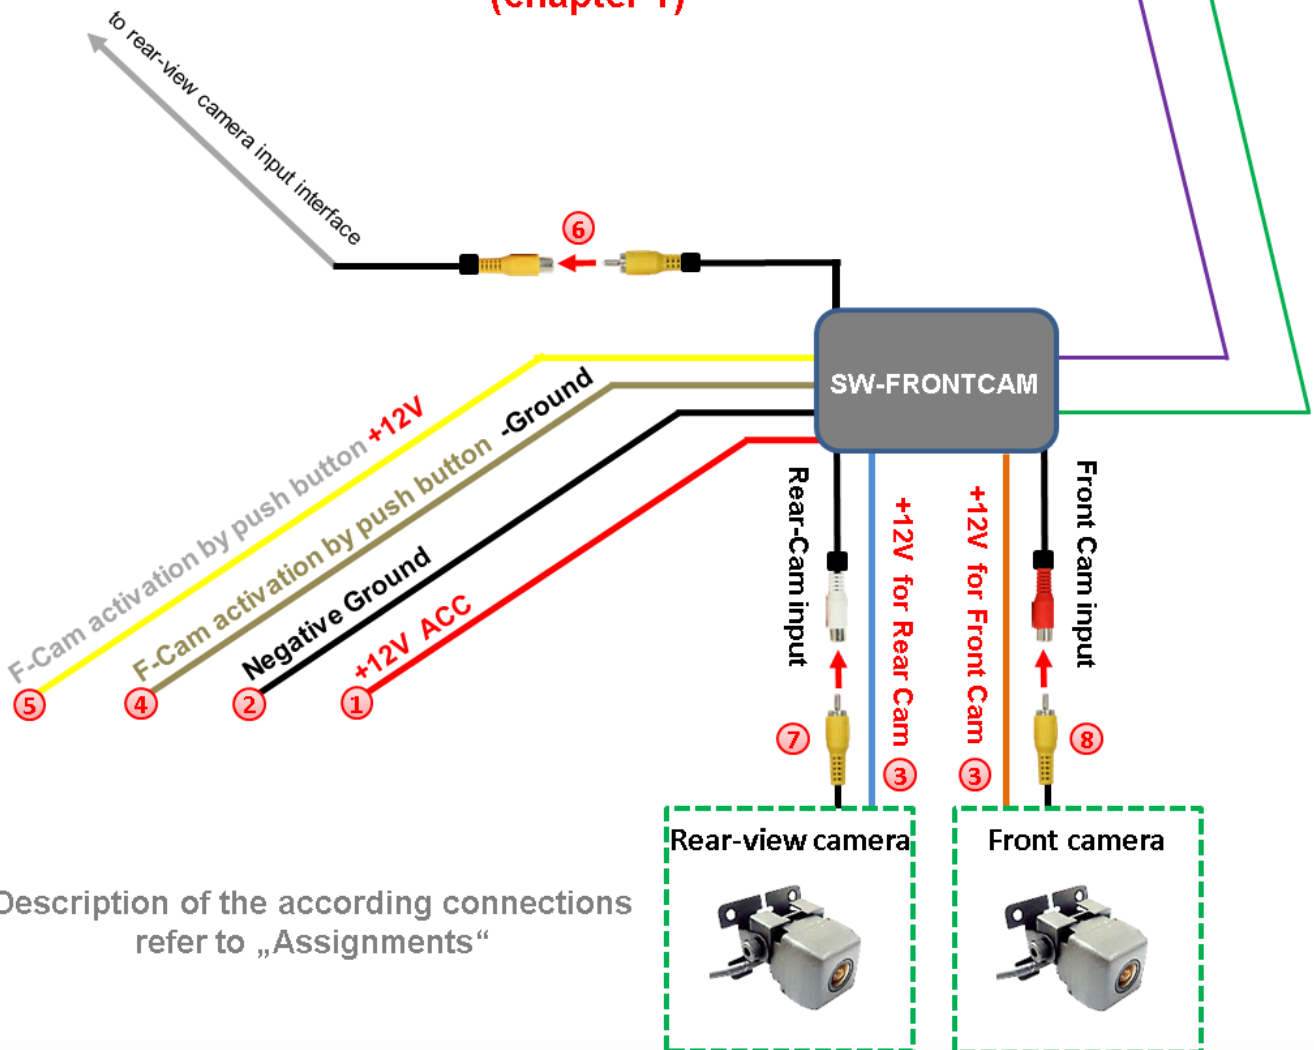 (chapter 1)
to rear-view camera input interface
6
SW-FRONTCAM
F-Cam activation by push button +12V
F-Cam activation by push button -Ground
Negative Ground
+12V ACC
5
4
2
1
Rear-Cam input
+12V for Rear Cam
+12V for Front Cam
Front Cam input
7
3
3
8
Rear-view camera
Front camera
Description of the according connections
refer to „Assignments“